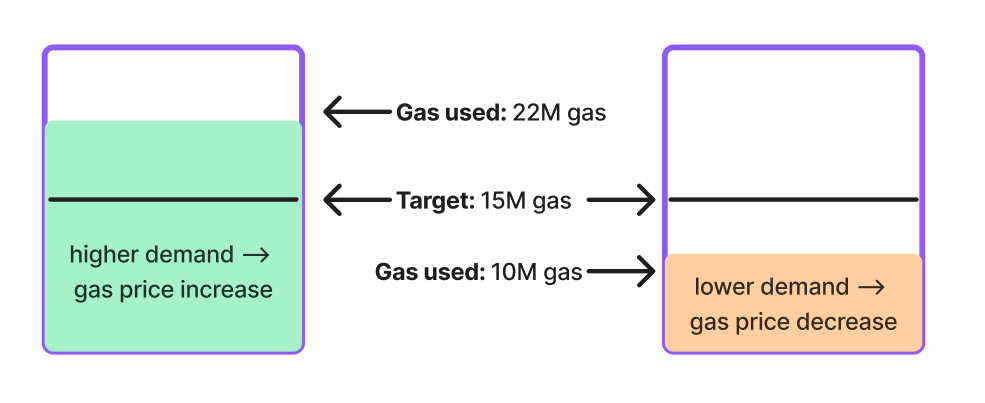 Gas used: 22M gas
Target: 15M gas
higher demand →
gas price increase
Gas used: 10M gas
lower demand →
gas price decrease